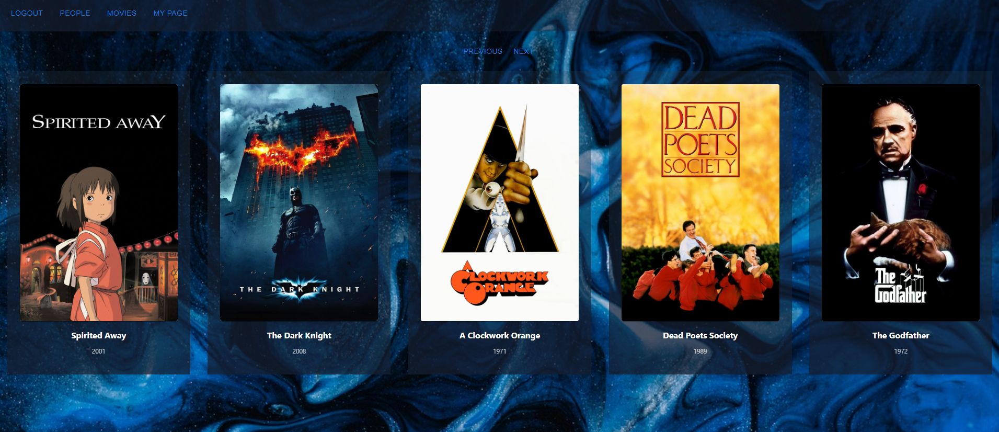 LOGOUT PEOPLE MOVIES MY PAGE
PREVIOUS NEXT
SPIRITED AWAY
THE DARK KNIGHT
A CLOCKWORK
ORANGE
DEAD
POETS
SOCIETY
The
Godfather
Spirited Away
2001
The Dark Knight
2008
A Clockwork Orange
1971
Dead Poets Society
1989
The Godfather
1972